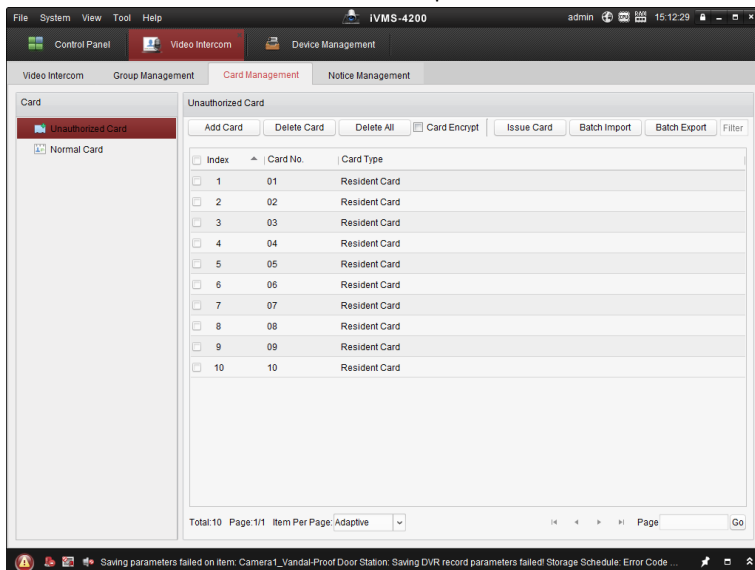 File System View Tool Help iVMS-4200 admin 15:12:29
Control Panel Video Intercom Device Management
Video Intercom Group Management Card Management Notice Management
Card Unauthorized Card
Unauthorized Card Add Card Delete Card Delete All Card Encrypt Issue Card Batch Import Batch Export Filter
Normal Card
Index Card No. Card Type
1 01 Resident Card
2 02 Resident Card
3 03 Resident Card
4 04 Resident Card
5 05 Resident Card
6 06 Resident Card
7 07 Resident Card
8 08 Resident Card
9 09 Resident Card
10 10 Resident Card
Total:10 Page:1/1 Item Per Page: Adaptive Page Go
Saving parameters failed on item: Camera1_Vandal-Proof Door Station: Saving DVR record parameters failed! Storage Schedule: Error Code ...